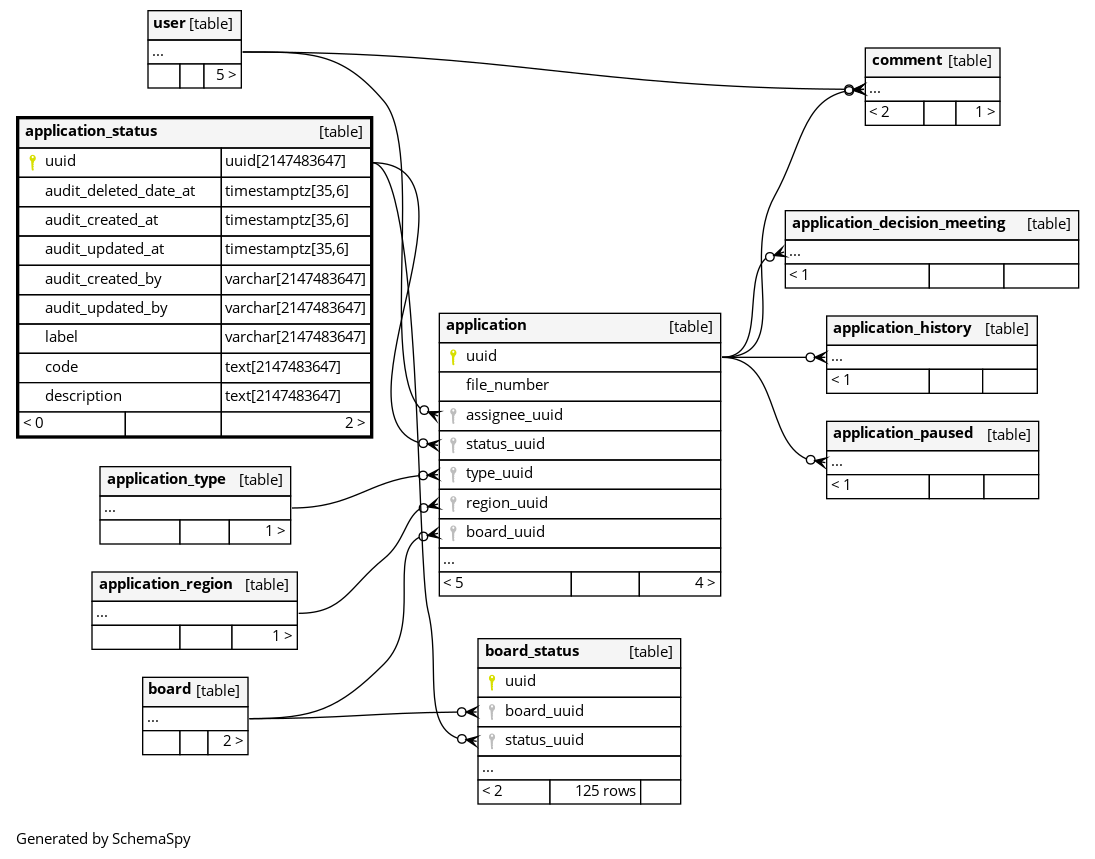 user [table]
...
5 >
comment [table]
...
< 2 1 >
application_status [table]
uuid uuid[2147483647]
audit_deleted_date_at timestamptz[35,6]
audit_created_at timestamptz[35,6]
audit_updated_at timestamptz[35,6]
audit_created_by varchar[2147483647]
audit_updated_by varchar[2147483647]
label varchar[2147483647]
code text[2147483647]
description text[2147483647]
< 0 2 >
application_decision_meeting [table]
...
< 1
application [table]
uuid
file_number
assignee_uuid
status_uuid
type_uuid
region_uuid
board_uuid
...
< 5 4 >
application_history [table]
...
< 1
application_paused [table]
...
< 1
application_type [table]
...
1 >
application_region [table]
...
1 >
board [table]
...
2 >
board_status [table]
uuid
board_uuid
status_uuid
...
< 2 125 rows
Generated by SchemaSpy